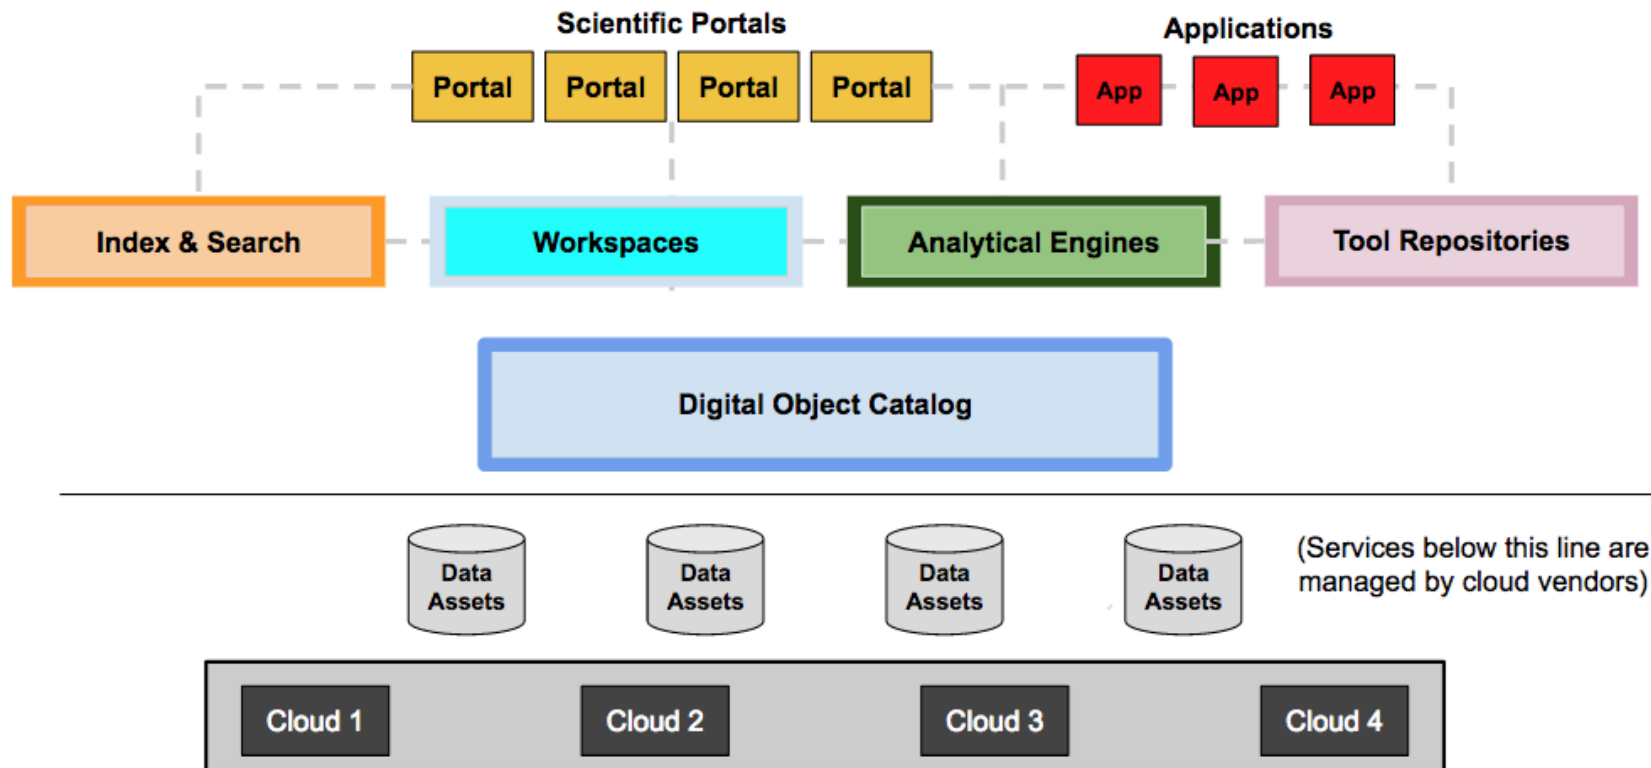 Scientific Portals
Applications
Portal
Portal
Portal
Portal
App
App
App
Index & Search
Workspaces
Analytical Engines
Tool Repositories
Digital Object Catalog
Data
Assets
Data
Assets
Data
Assets
Data
Assets
(Services below this line are
managed by cloud vendors)
Cloud 1
Cloud 2
Cloud 3
Cloud 4